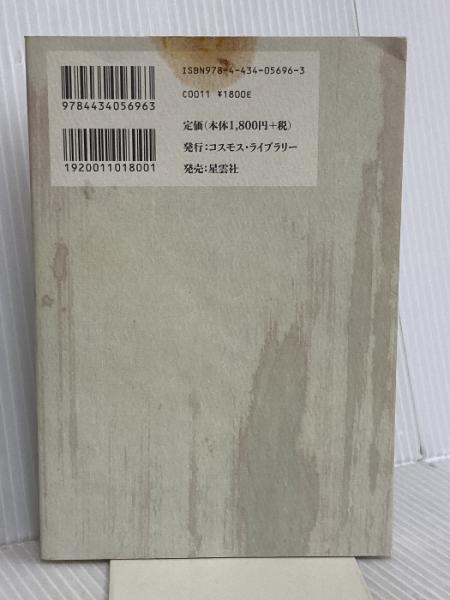 ISBN978-4-434-05696-3
9784434056963
C0011 ¥1800E
定価(本体1,800円+税)
発行:コスモス・ライブラリー
1920011018001
発売:星雲社